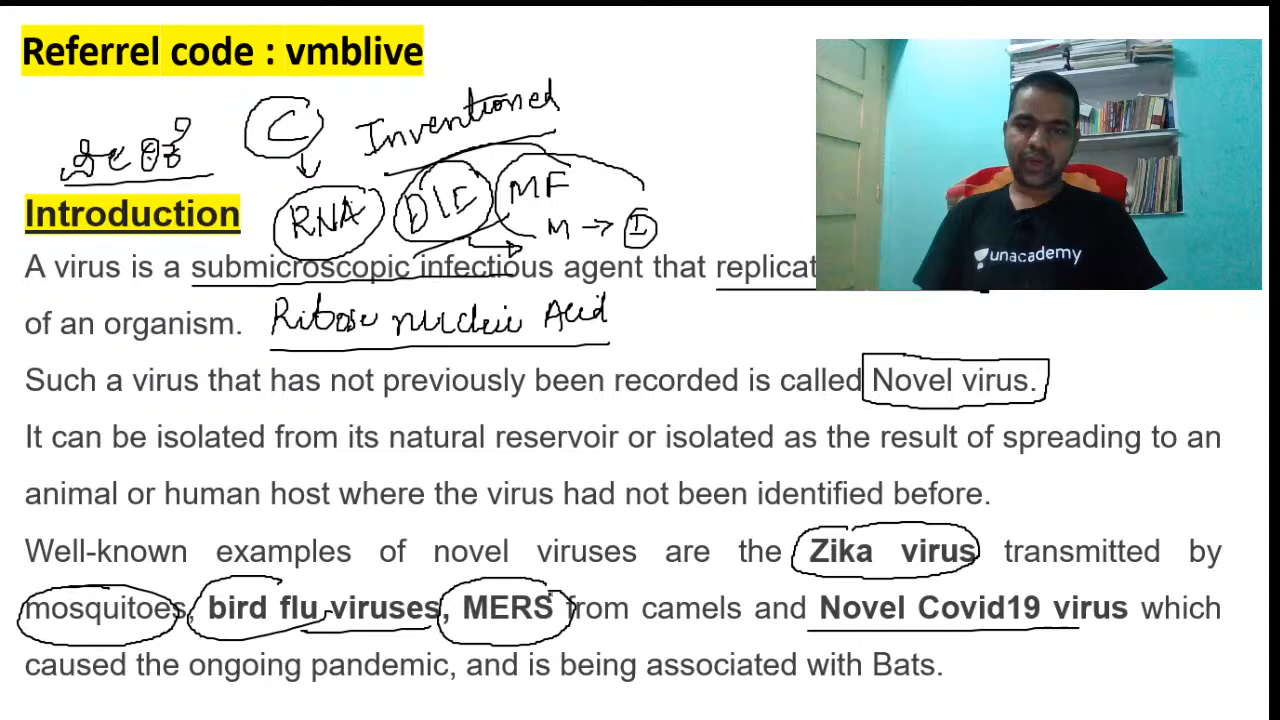 Referrel code : vmblive
C
Inventioned
Introduction
RNA
MF
M → I
A virus is a submicroscopic infectious agent that replicat
of an organism. Ribose nucleic Acid
Such a virus that has not previously been recorded is called Novel virus.
It can be isolated from its natural reservoir or isolated as the result of spreading to an
animal or human host where the virus had not been identified before.
Well-known examples of novel viruses are the Zika virus transmitted by
mosquitoes, bird flu viruses, MERS from camels and Novel Covid19 virus which
caused the ongoing pandemic, and is being associated with Bats.
unacademy